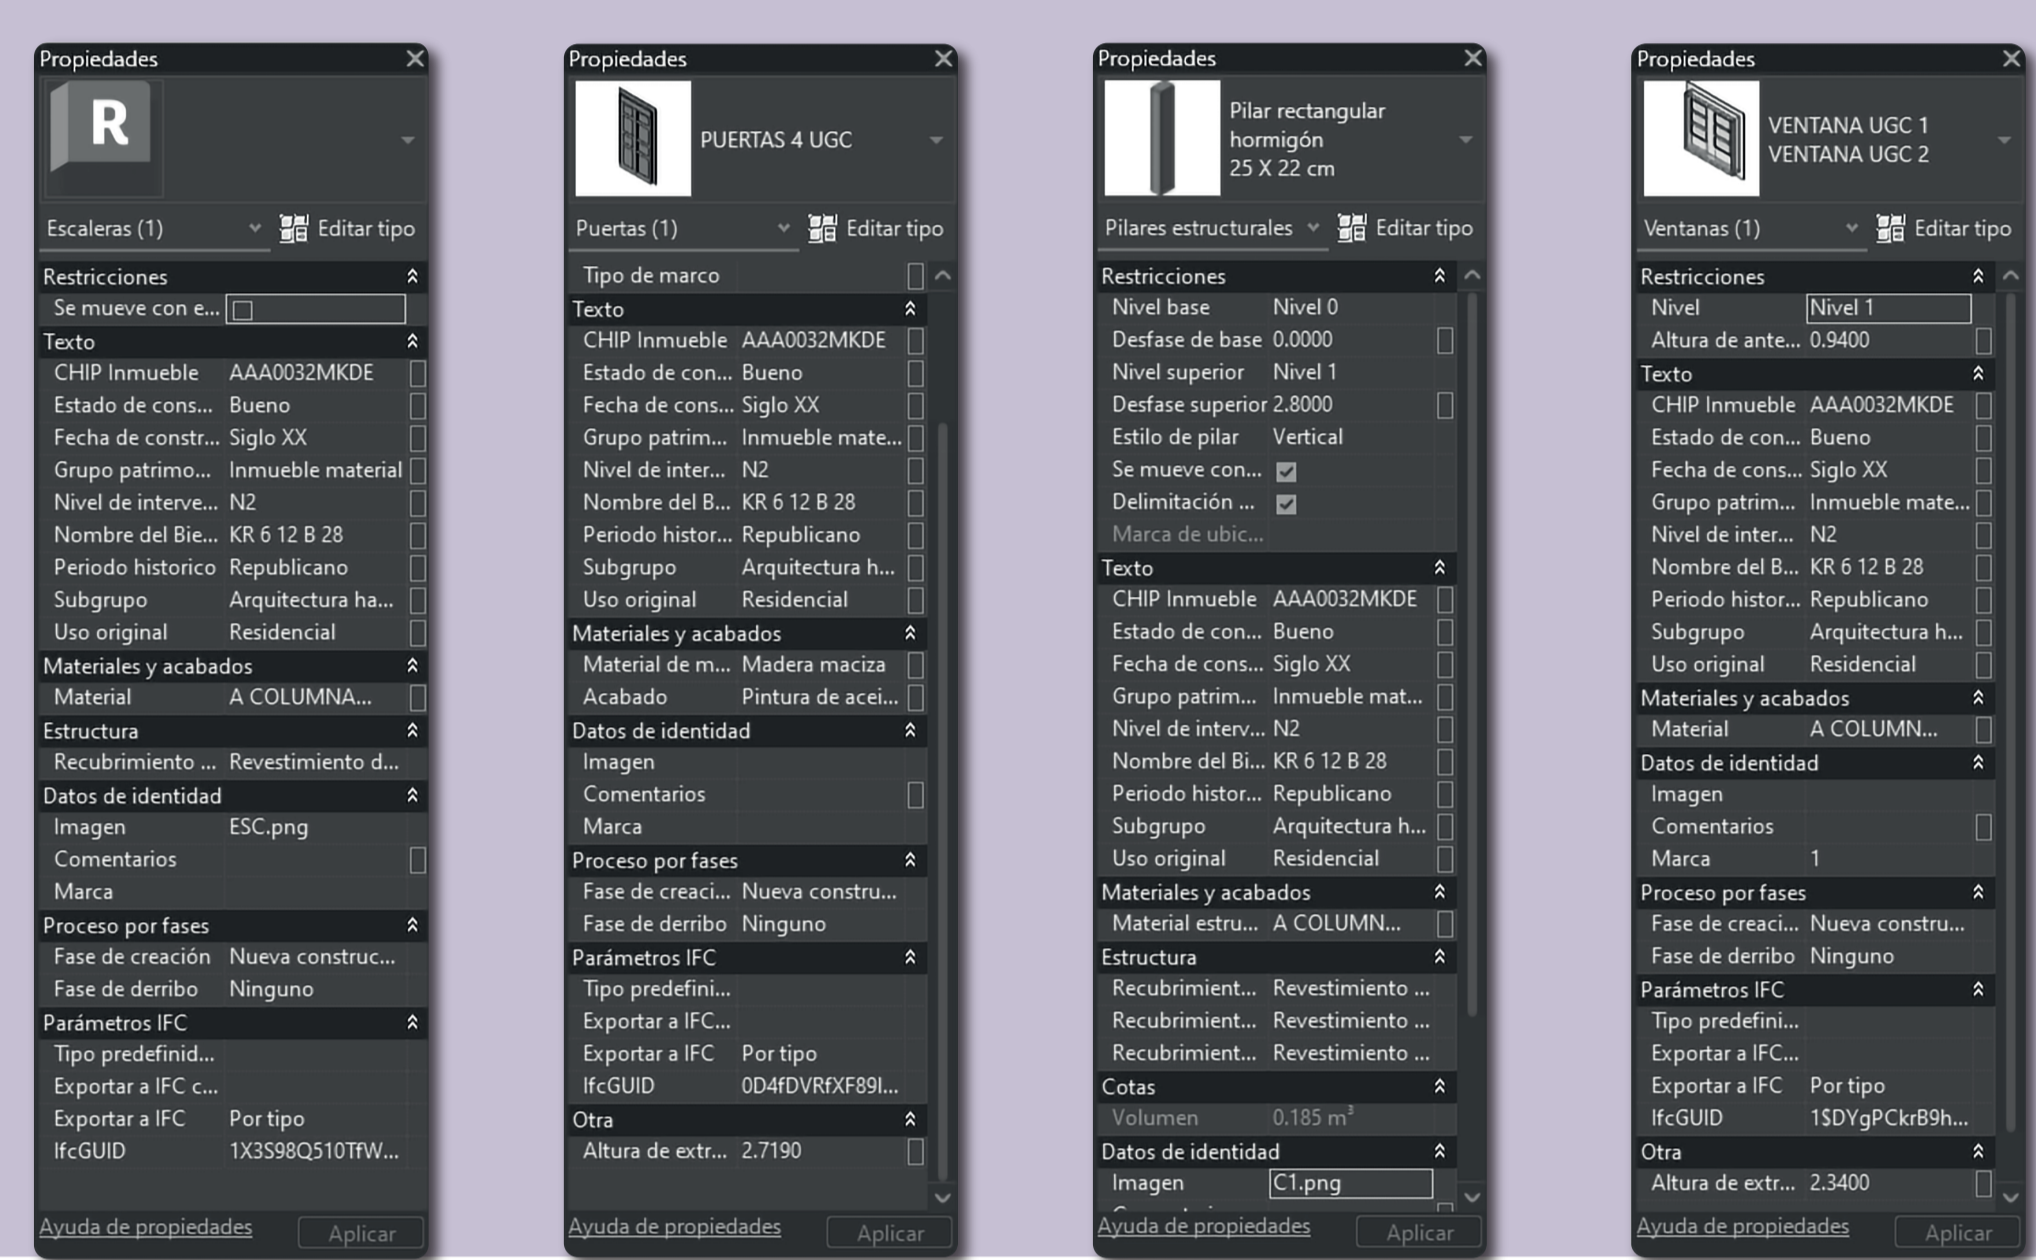 Propiedades
R
Escaleras (1)
Editar tipo
Restricciones
Se mueve con e...
Texto
CHIP Inmueble AAA0032MKDE
Estado de cons... Bueno
Fecha de constr... Siglo XX
Grupo patrimo... Inmueble material
Nivel de interve... N2
Nombre del Bie... KR 6 12 B 28
Periodo historico Republicano
Subgrupo Arquitectura ha...
Uso original Residencial
Materiales y acabados
Material A COLUMNA...
Estructura
Recubrimiento ... Revestimiento d...
Datos de identidad
Imagen ESC.png
Comentarios
Marca
Proceso por fases
Fase de creación Nueva construc...
Fase de derribo Ninguno
Parámetros IFC
Tipo predefinid...
Exportar a IFC c...
Exportar a IFC Por tipo
IfcGUID 1X3S98Q510TfW...
Ayuda de propiedades
Aplicar
Propiedades
PUERTAS 4 UGC
Puertas (1)
Editar tipo
Tipo de marco
Texto
CHIP Inmueble AAA0032MKDE
Estado de con... Bueno
Fecha de cons... Siglo XX
Grupo patrim... Inmueble mate...
Nivel de inter... N2
Nombre del B... KR 6 12 B 28
Periodo histor... Republicano
Subgrupo Arquitectura h...
Uso original Residencial
Materiales y acabados
Material de m... Madera maciza
Acabado Pintura de acei...
Datos de identidad
Imagen
Comentarios
Marca
Proceso por fases
Fase de creaci... Nueva constru...
Fase de derribo Ninguno
Parámetros IFC
Tipo predefini...
Exportar a IFC...
Exportar a IFC Por tipo
IfcGUID 0D4fDVRfXF89I...
Otra
Altura de extr... 2.7190
Ayuda de propiedades
Aplicar
Propiedades
Pilar rectangular
hormigón
25 X 22 cm
Pilares estructurales
Editar tipo
Restricciones
Nivel base Nivel 0
Desfase de base 0.0000
Nivel superior Nivel 1
Desfase superior 2.8000
Estilo de pilar Vertical
Se mueve con...
Delimitación ...
Marca de ubic...
Texto
CHIP Inmueble AAA0032MKDE
Estado de con... Bueno
Fecha de cons... Siglo XX
Grupo patrim... Inmueble mat...
Nivel de interv... N2
Nombre del Bi... KR 6 12 B 28
Periodo histor... Republicano
Subgrupo Arquitectura h...
Uso original Residencial
Materiales y acabados
Material estru... A COLUMN...
Estructura
Recubrimient... Revestimiento ...
Recubrimient... Revestimiento ...
Recubrimient... Revestimiento ...
Cotas
Volumen 0.185 m³
Datos de identidad
Imagen C1.png
Ayuda de propiedades
Aplicar
Propiedades
VENTANA UGC 1
VENTANA UGC 2
Ventanas (1)
Editar tipo
Restricciones
Nivel Nivel 1
Altura de ante... 0.9400
Texto
CHIP Inmueble AAA0032MKDE
Estado de con... Bueno
Fecha de cons... Siglo XX
Grupo patrim... Inmueble mate...
Nivel de inter... N2
Nombre del B... KR 6 12 B 28
Periodo histor... Republicano
Subgrupo Arquitectura h...
Uso original Residencial
Materiales y acabados
Material A COLUMN...
Datos de identidad
Imagen
Comentarios
Marca 1
Proceso por fases
Fase de creaci... Nueva constru...
Fase de derribo Ninguno
Parámetros IFC
Tipo predefini...
Exportar a IFC...
Exportar a IFC Por tipo
IfcGUID 1$DYgPCkrB9h...
Otra
Altura de extr... 2.3400
Ayuda de propiedades
Aplicar